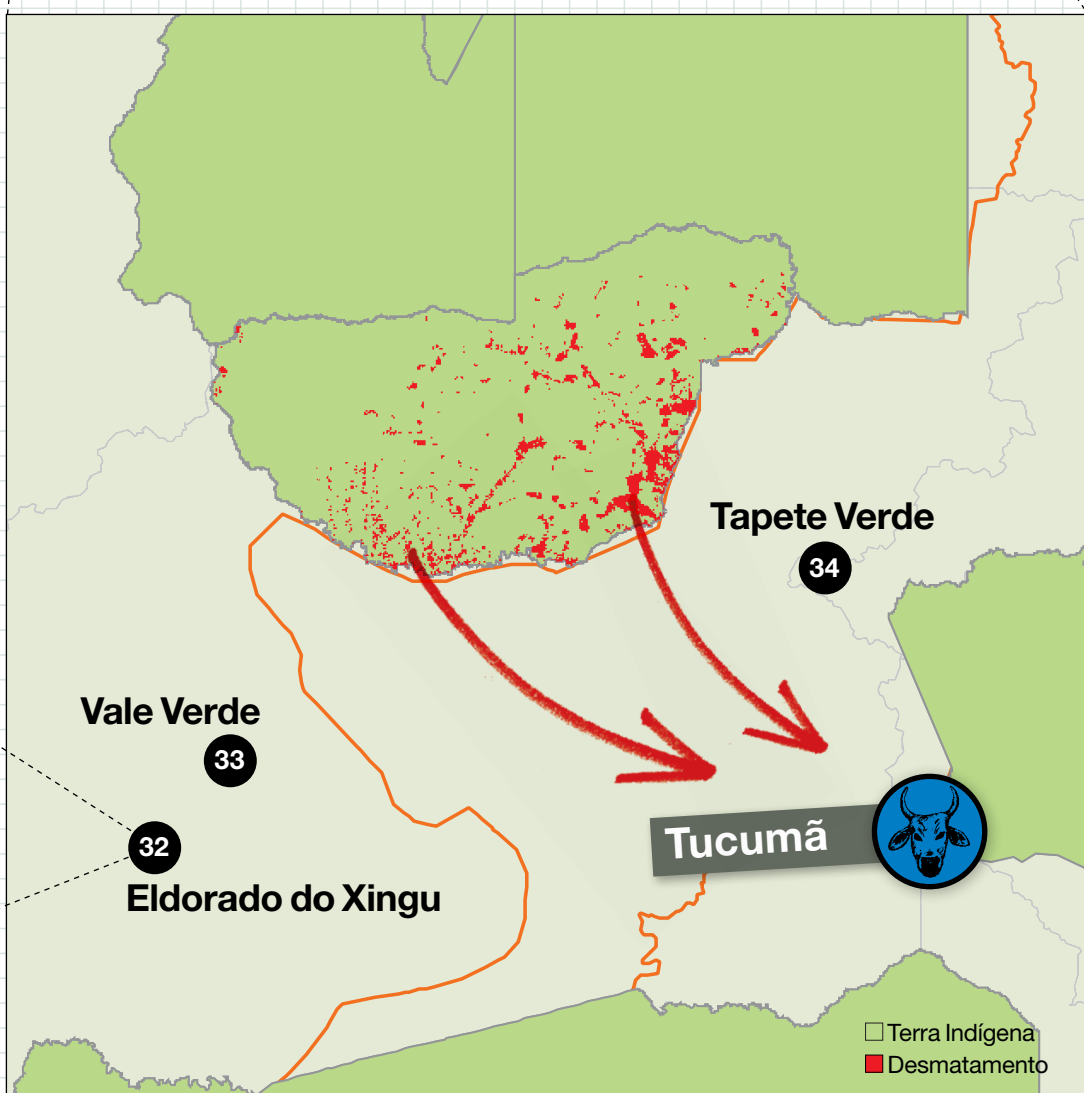 Tapete Verde
34
Vale Verde
33
Tucumã
32
Eldorado do Xingu
Terra Indígena
Desmatamento